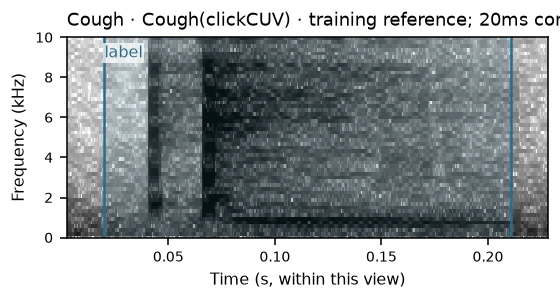 Cough · Cough(clickCUV) · training reference; 20ms con
label
10
8
6
4
2
0
Frequency (kHz)
0.05 0.10 0.15 0.20
Time (s, within this view)